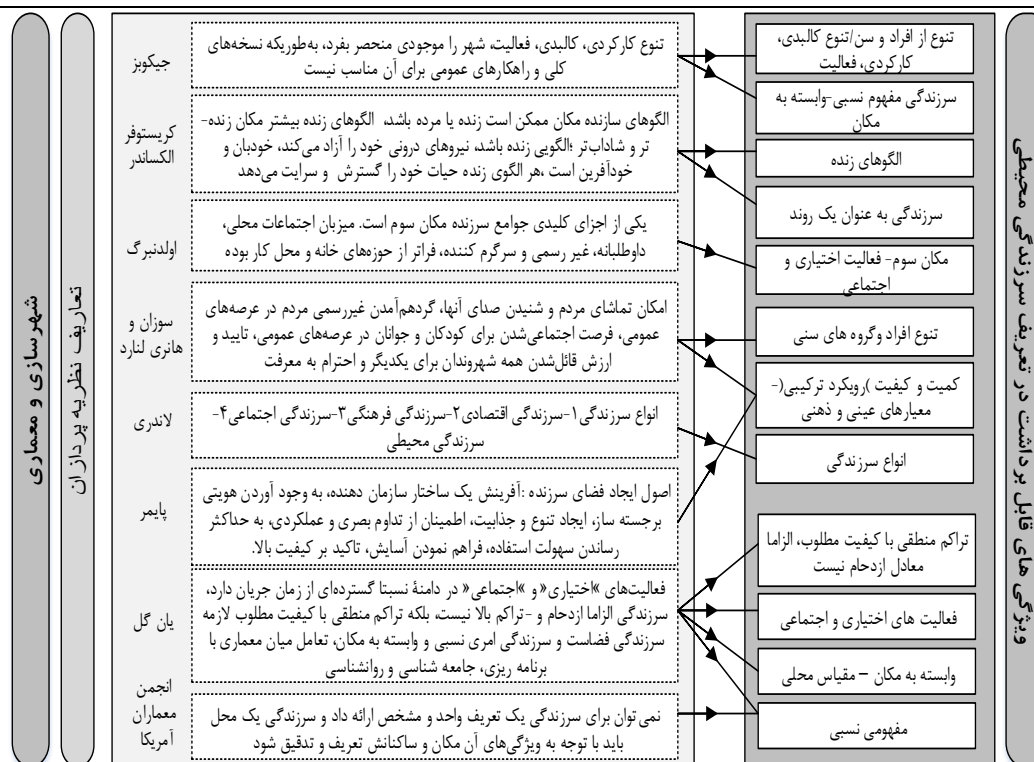 شهرسازی و معماری
تعاریف نظریه پردازان
جیکوبز
تنوع کارکردی، کالبدی، فعالیت، شهر را موجودی منحصر بفرد، به‌طوریکه نسخه‌های
کلی و راهکارهای عمومی برای آن مناسب نیست
کریستوفر
الکساندر
الگوهای سازنده مکان ممکن است زنده یا مرده باشد، الگوهای زنده بیشتر مکان زنده-
تر و شاداب‌تر ؛الگویی زنده باشد، نیروهای درونی خود را آزاد می‌کند، خودبان و
خودآفرین است ،هر الگوی زنده حیات خود را گسترش و سرایت می‌دهد
اولدنبرگ
یکی از اجزای کلیدی جوامع سرزنده مکان سوم است. میزبان اجتماعات محلی،
داوطلبانه، غیر رسمی و سرگرم کننده، فراتر از حوزه‌های خانه و محل کار بوده
سوزان و
هانری لنارد
امکان تماشای مردم و شنیدن صدای آنها، گردهم‌آمدن غیررسمی مردم در عرصه‌های
عمومی، فرصت اجتماعی‌شدن برای کودکان و جوانان در عرصه‌های عمومی، تایید و
ارزش قائل‌شدن همه شهروندان برای یکدیگر و احترام به معرفت
لاندری
انواع سرزندگی۱-سرزندگی اقتصادی۲-سرزندگی فرهنگی۳-سرزندگی اجتماعی۴-
سرزندگی محیطی
پایمر
اصول ایجاد فضای سرزنده :آفرینش یک ساختار سازمان دهنده، به وجود آوردن هویتی
برجسته ساز، ایجاد تنوع و جذابیت، اطمینان از تداوم بصری و عملکردی، به حداکثر
رساندن سهولت استفاده، فراهم نمودن آسایش، تاکید بر کیفیت بالا.
یان گل
فعالیت‌های »اختیاری« و »اجتماعی« در دامنۀ نسبتا گسترده‌ای از زمان جریان دارد،
سرزندگی الزاما ازدحام و -تراکم بالا نیست، بلکه تراکم منطقی با کیفیت مطلوب لازمه
سرزندگی فضاست و سرزندگی امری نسبی و وابسته به مکان، تعامل میان معماری با
برنامه ریزی، جامعه شناسی و روانشناسی
انجمن
معماران
آمریکا
نمی توان برای سرزندگی یک تعریف واحد و مشخص ارائه داد و سرزندگی یک محل
باید با توجه به ویژگی‌های آن مکان و ساکنانش تعریف و تدقیق شود
تنوع از افراد و سن/تنوع کالبدی،
کارکردی، فعالیت
سرزندگی مفهوم نسبی-وابسته به
مکان
الگوهای زنده
سرزندگی به عنوان یک روند
مکان سوم- فعالیت اختیاری و
اجتماعی
تنوع افراد وگروه های سنی
کمیت و کیفیت )رویکرد ترکیبی(-
معیارهای عینی و ذهنی
انواع سرزندگی
تراکم منطقی با کیفیت مطلوب، الزاما
معادل ازدحام نیست
فعالیت های اختیاری و اجتماعی
وابسته به مکان – مقیاس محلی
مفهومی نسبی
ویژگی های قابل برداشت در تعریف سرزندگی محیطی